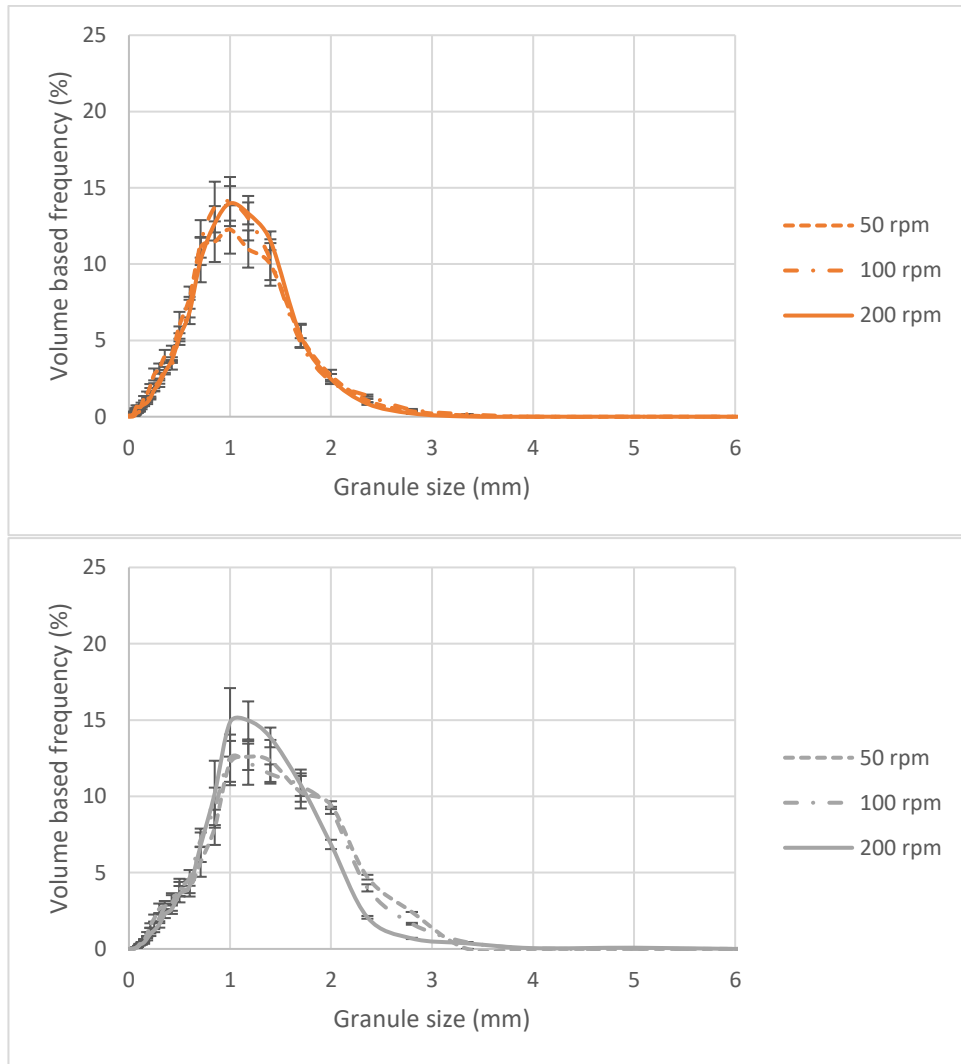 25
20
15
10
5
0
Volume based frequency (%)
0 1 2 3 4 5 6
Granule size (mm)
50 rpm
100 rpm
200 rpm
25
20
15
10
5
0
Volume based frequency (%)
0 1 2 3 4 5 6
Granule size (mm)
50 rpm
100 rpm
200 rpm